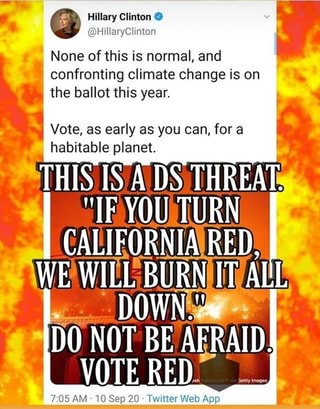 Hillary Clinton
@HillaryClinton
None of this is normal, and
confronting climate change is on
the ballot this year.
Vote, as early as you can, for a
habitable planet.
THIS IS A DS THREAT.
"IF YOU TURN
CALIFORNIA RED,
WE WILL BURN IT ALL
DOWN."
DO NOT BE AFRAID.
VOTE RED
Getty Images
7:05 AM · 10 Sep 20 · Twitter Web App